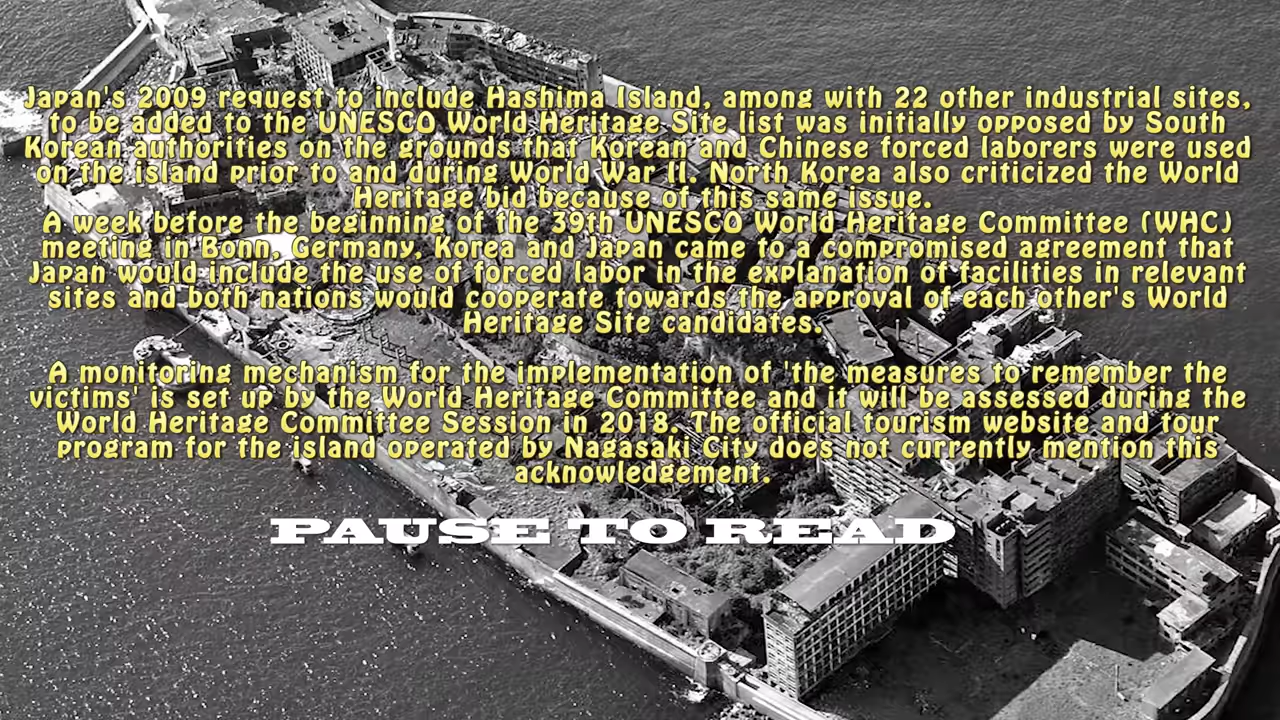 Japan's 2009 request to include Hashima Island, among with 22 other industrial sites,
to be added to the UNESCO World Heritage Site list was initially opposed by South
Korean authorities on the grounds that Korean and Chinese forced laborers were used
on the island prior to and during World War II. North Korea also criticized the World
Heritage bid because of this same issue.
A week before the beginning of the 39th UNESCO World Heritage Committee (WHC)
meeting in Bonn, Germany, Korea and Japan came to a compromised agreement that
Japan would include the use of forced labor in the explanation of facilities in relevant
sites and both nations would cooperate towards the approval of each other's World
Heritage Site candidates.
A monitoring mechanism for the implementation of 'the measures to remember the
victims' is set up by the World Heritage Committee and it will be assessed during the
World Heritage Committee Session in 2018. The official tourism website and tour
program for the island operated by Nagasaki City does not currently mention this
acknowledgement.
PAUSE TO READ